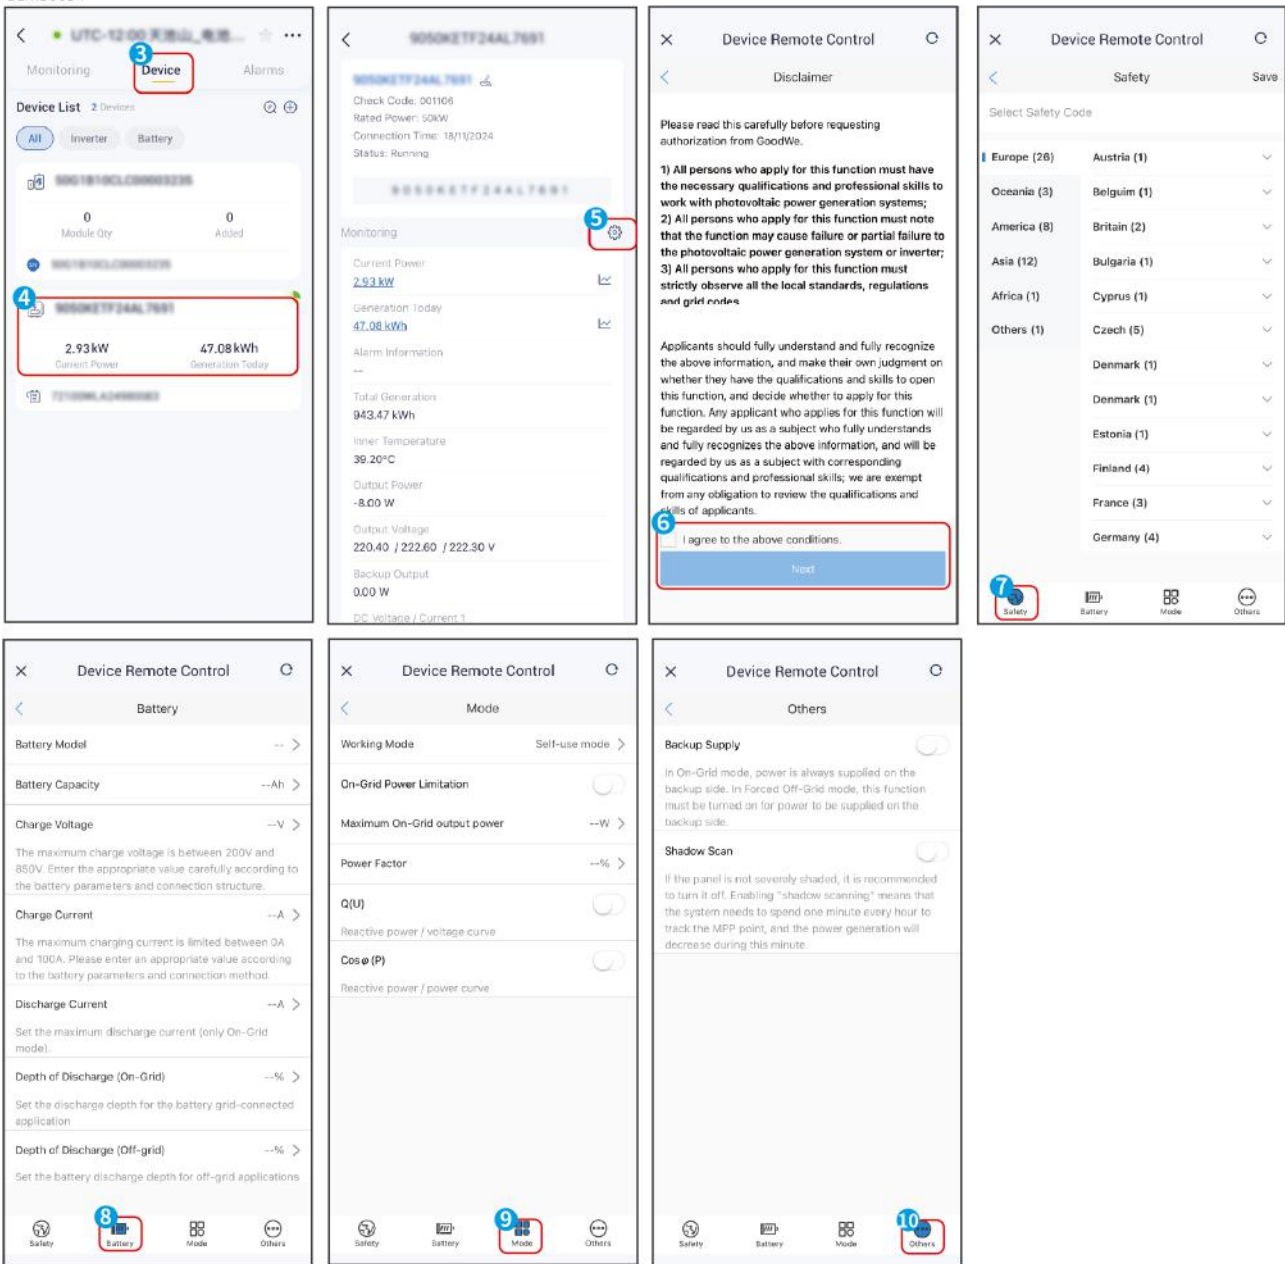 UTC-12:00 天池山_电池...
3
Monitoring Device Alarms
Device List 2 Devices
All Inverter Battery
0 0
Module Qty Added
4
2.93kW 47.08kWh
Current Power Generation Today
9050KETF24AL7691
Check Code: 001106
Rated Power: 50kW
Connection Time: 18/11/2024
Status: Running
9050KETF24AL7691
5
Monitoring
Current Power
2.93 kW
Generation Today
47.08 kWh
Alarm Information
--
Total Generation
943.47 kWh
Inner Temperature
39.20°C
Output Power
-8.00 W
Output Voltage
220.40 / 222.60 / 222.30 V
Backup Output
0.00 W
DC Voltage / Current 1
Device Remote Control
Disclaimer
Please read this carefully before requesting
authorization from GoodWe.
1) All persons who apply for this function must have
the necessary qualifications and professional skills to
work with photovoltaic power generation systems;
2) All persons who apply for this function must note
that the function may cause failure or partial failure to
the photovoltaic power generation system or inverter;
3) All persons who apply for this function must
strictly observe all the local standards, regulations
and grid codes
Applicants should fully understand and fully recognize
the above information, and make their own judgment on
whether they have the qualifications and skills to open
this function, and decide whether to apply for this
function. Any applicant who applies for this function will
be regarded by us as a subject who fully understands
and fully recognizes the above information, and will be
regarded by us as a subject with corresponding
qualifications and professional skills; we are exempt
from any obligation to review the qualifications and
skills of applicants.
6
I agree to the above conditions.
Next
Device Remote Control
Safety Save
Select Safety Code
Europe (26) Austria (1)
Oceania (3) Belguim (1)
America (8) Britain (2)
Asia (12) Bulgaria (1)
Africa (1) Cyprus (1)
Others (1) Czech (5)
Denmark (1)
Denmark (1)
Estonia (1)
Finland (4)
France (3)
Germany (4)
7
Safety Battery Mode Others
Device Remote Control
Battery
Battery Model --
Battery Capacity --Ah
Charge Voltage --V
The maximum charge voltage is between 200V and
850V. Enter the appropriate value carefully according to
the battery parameters and connection structure.
Charge Current --A
The maximum charging current is limited between 0A
and 100A. Please enter an appropriate value according
to the battery parameters and connection method.
Discharge Current --A
Set the maximum discharge current (only On-Grid
mode).
Depth of Discharge (On-Grid) --%
Set the discharge depth for the battery grid-connected
application
Depth of Discharge (Off-grid) --%
Set the battery discharge depth for off-grid applications
8
Safety Battery Mode Others
Device Remote Control
Mode
Working Mode Self-use mode
On-Grid Power Limitation
Maximum On-Grid output power --W
Power Factor --%
Q(U)
Reactive power / voltage curve
Cos φ (P)
Reactive power / power curve
9
Safety Battery Mode Others
Device Remote Control
Others
Backup Supply
In On-Grid mode, power is always supplied on the
backup side. In Forced Off-Grid mode, this function
must be turned on for power to be supplied on the
backup side.
Shadow Scan
If the panel is not severely shaded, it is recommended
to turn it off. Enabling "shadow scanning" means that
the system needs to spend one minute every hour to
track the MPP point, and the power generation will
decrease during this minute.
10
Safety Battery Mode Others